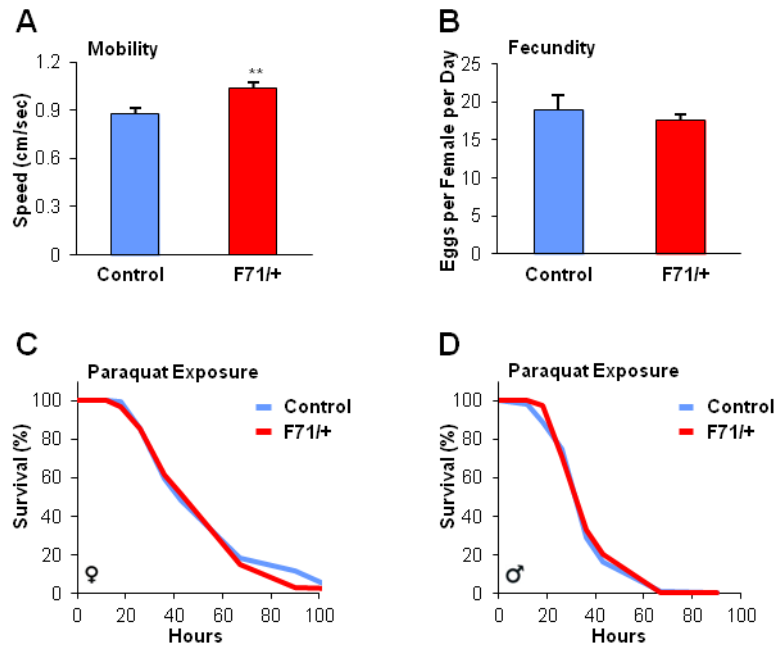 A
Mobility
Speed (cm/sec)
1.2
0.9
0.6
0.3
0
**
Control
F71/+
B
Fecundity
Eggs per Female per Day
25
20
15
10
5
0
Control
F71/+
C
Paraquat Exposure
Survival (%)
100
80
60
40
20
0
Control
F71/+
♀
0 20 40 60 80 100
Hours
D
Paraquat Exposure
Survival (%)
100
80
60
40
20
0
Control
F71/+
♂
0 20 40 60 80 100
Hours